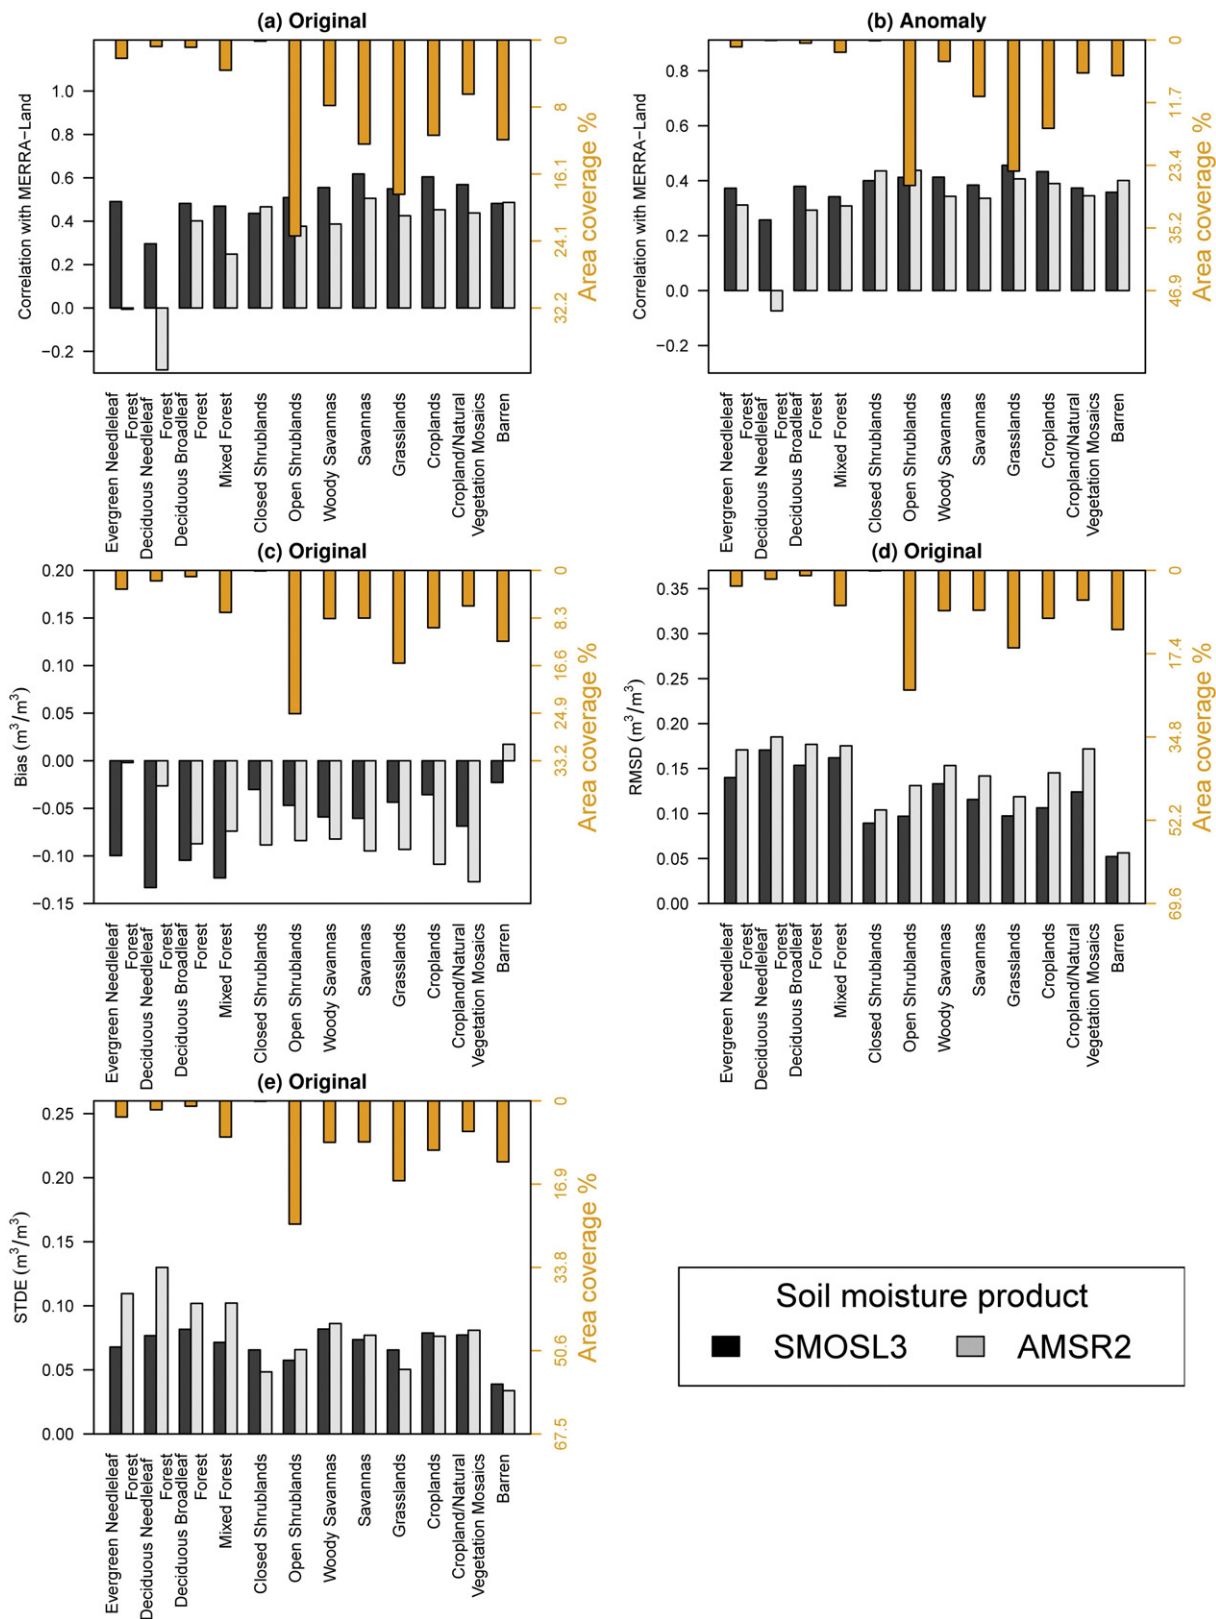 (a) Original
Correlation with MERRA−Land
1.0
0.8
0.6
0.4
0.2
0.0
−0.2
0
8
16.1
24.1
32.2
Area coverage %
Evergreen Needleleaf
Forest
Deciduous Needleleaf
Forest
Deciduous Broadleaf
Forest
Mixed Forest
Closed Shrublands
Open Shrublands
Woody Savannas
Savannas
Grasslands
Croplands
Cropland/Natural
Vegetation Mosaics
Barren
(b) Anomaly
Correlation with MERRA−Land
0.8
0.6
0.4
0.2
0.0
−0.2
0
11.7
23.4
35.2
46.9
Area coverage %
Evergreen Needleleaf
Forest
Deciduous Needleleaf
Forest
Deciduous Broadleaf
Forest
Mixed Forest
Closed Shrublands
Open Shrublands
Woody Savannas
Savannas
Grasslands
Croplands
Cropland/Natural
Vegetation Mosaics
Barren
(c) Original
Bias (m³/m³)
0.20
0.15
0.10
0.05
0.00
−0.05
−0.10
−0.15
0
8.3
16.6
24.9
33.2
Area coverage %
Evergreen Needleleaf
Forest
Deciduous Needleleaf
Forest
Deciduous Broadleaf
Forest
Mixed Forest
Closed Shrublands
Open Shrublands
Woody Savannas
Savannas
Grasslands
Croplands
Cropland/Natural
Vegetation Mosaics
Barren
(d) Original
RMSD (m³/m³)
0.35
0.30
0.25
0.20
0.15
0.10
0.05
0.00
0
17.4
34.8
52.2
69.6
Area coverage %
Evergreen Needleleaf
Forest
Deciduous Needleleaf
Forest
Deciduous Broadleaf
Forest
Mixed Forest
Closed Shrublands
Open Shrublands
Woody Savannas
Savannas
Grasslands
Croplands
Cropland/Natural
Vegetation Mosaics
Barren
(e) Original
STDE (m³/m³)
0.25
0.20
0.15
0.10
0.05
0.00
0
16.9
33.8
50.6
67.5
Area coverage %
Evergreen Needleleaf
Forest
Deciduous Needleleaf
Forest
Deciduous Broadleaf
Forest
Mixed Forest
Closed Shrublands
Open Shrublands
Woody Savannas
Savannas
Grasslands
Croplands
Cropland/Natural
Vegetation Mosaics
Barren
Soil moisture product
SMOSL3 AMSR2